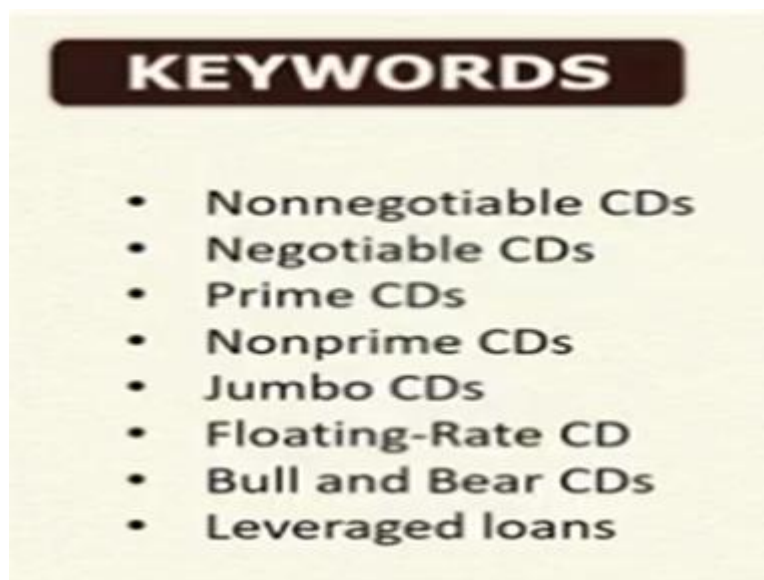 KEYWORDS
• Nonnegotiable CDs
• Negotiable CDs
• Prime CDs
• Nonprime CDs
• Jumbo CDs
• Floating-Rate CD
• Bull and Bear CDs
• Leveraged loans